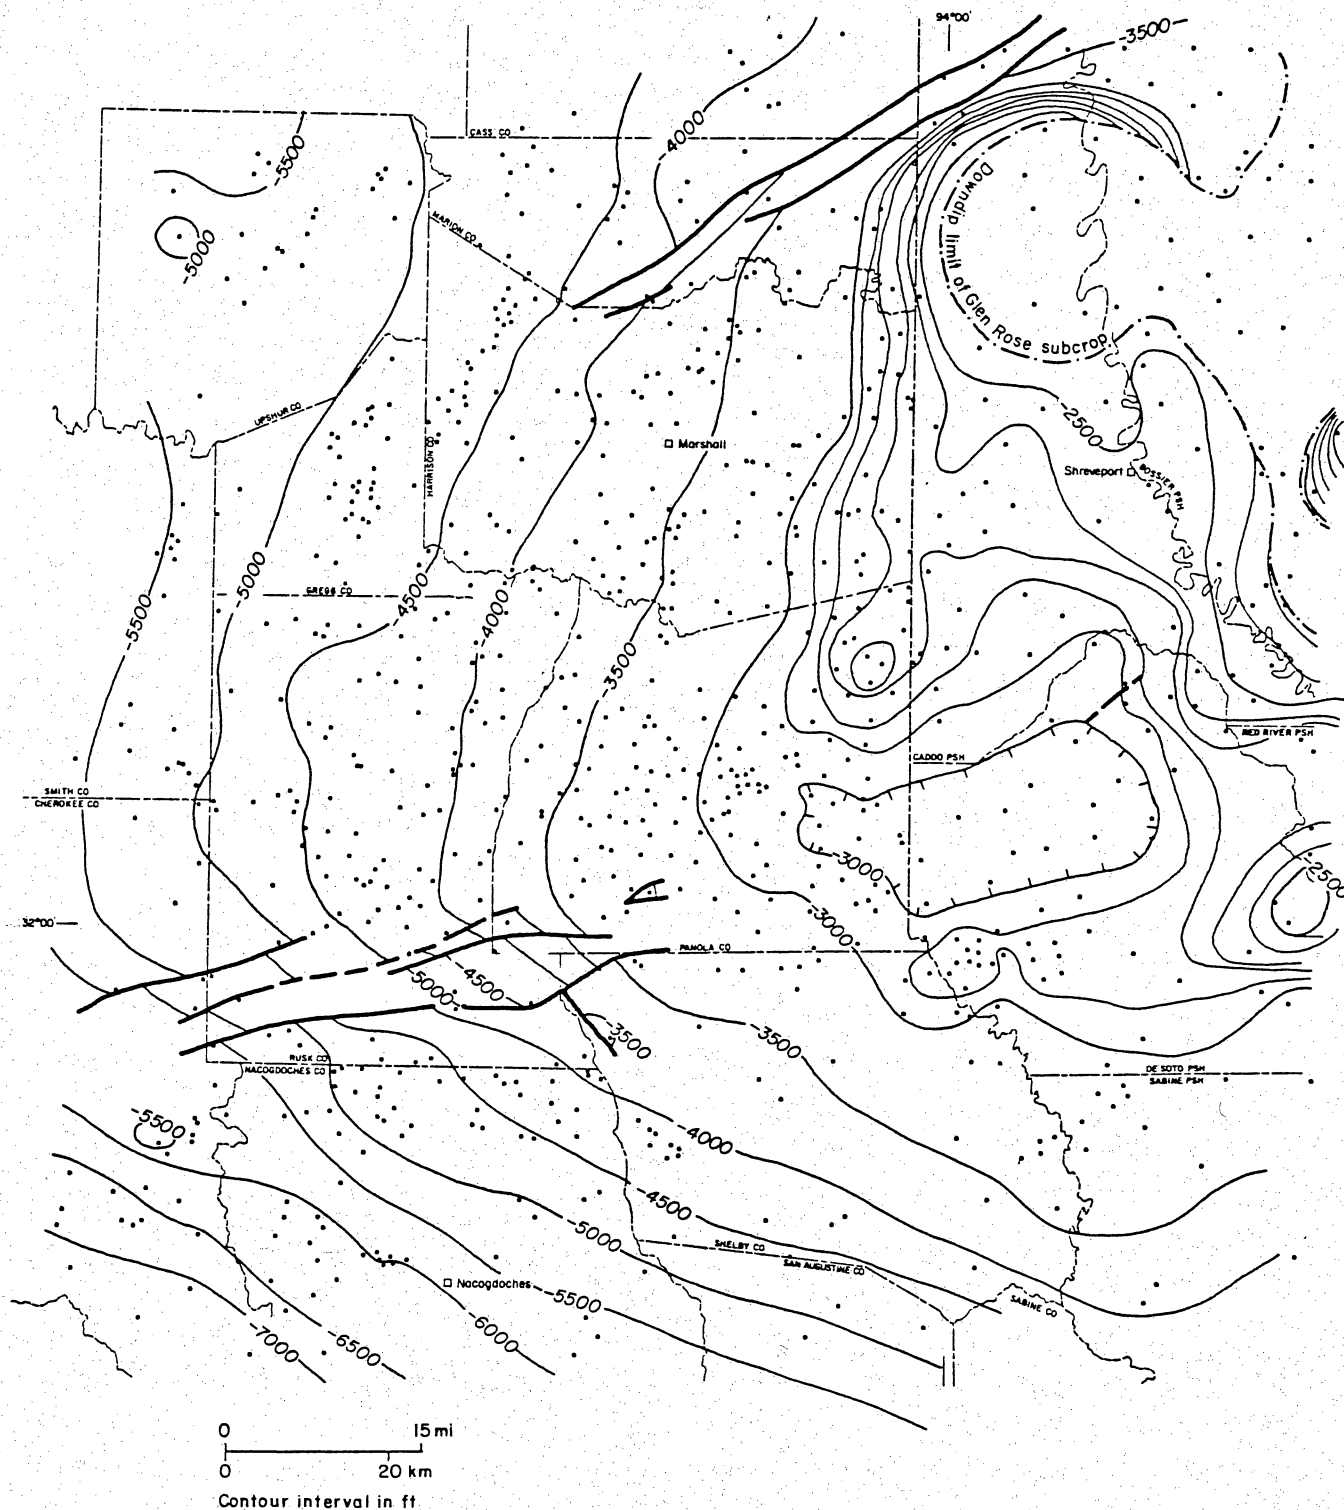 94°00'
-3500
CASS CO
-4000
-5500
Downdip limit of Glen Rose subcrop
MARION CO
-5000
UPSHUR CO
HARRISON CO
Marshall
-2500
Shreveport
BOSSIER PSH
-5000
GREGG CO
-4500
-4000
-5500
-3500
RED RIVER PSH
CADDO PSH
SMITH CO
CHEROKEE CO
-3000
-2500
32°00'
-3000
PANOLA CO
-4500
-5000
-3500
-3500
RUSK CO
NACOGDOCHES CO
DE SOTO PSH
SABINE PSH
-5500
-4000
-4500
-5000
SHELBY CO
SAN AUGUSTINE CO
Nacogdoches
-5500
SABINE CO
-6000
-7000
-6500
0 15 mi
0 20 km
Contour interval in ft